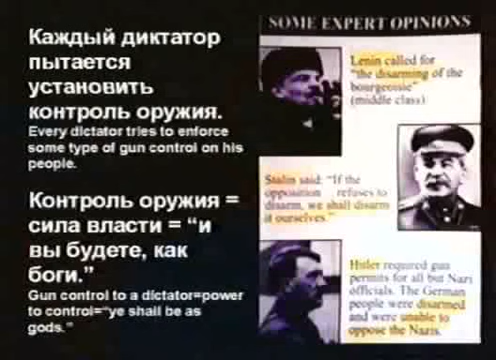 Каждый диктатор
пытается
установить
контроль оружия.
Every dictator tries to enforce
some type of gun control on his
people.
Контроль оружия =
сила власти = “и
вы будете, как
боги.”
Gun control to a dictator=power
to control=“ye shall be as
gods.”
SOME EXPERT OPINIONS
Lenin called for
“the disarming of the
bourgeoisie”
(middle class)
Stalin said: “If the
opposition refuses to
disarm, we shall disarm
it ourselves.”
Hitler required gun
permits for all but Nazi
officials. The German
people were disarmed
and were unable to
oppose the Nazis.